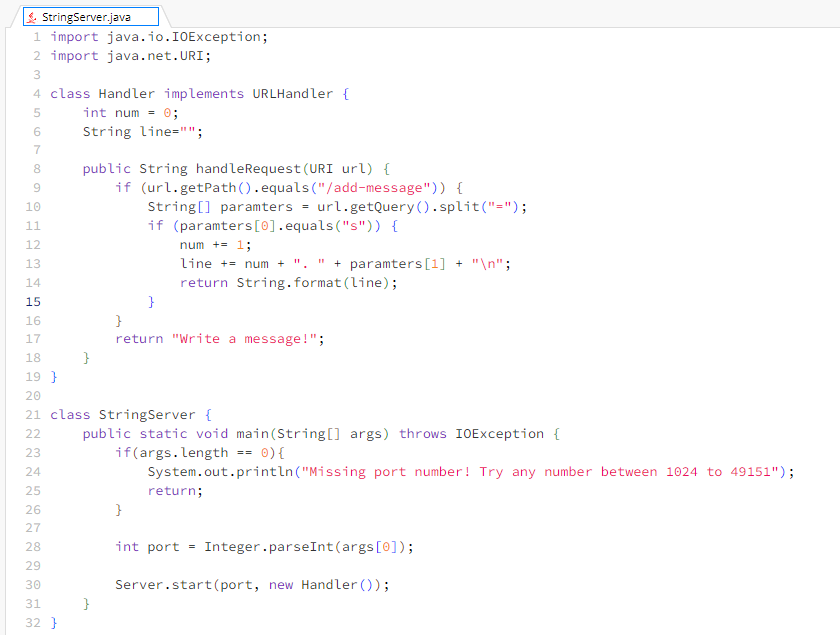 StringServer.java
1 import java.io.IOException;
2 import java.net.URI;
3
4 class Handler implements URLHandler {
5     int num = 0;
6     String line="";
7
8     public String handleRequest(URI url) {
9         if (url.getPath().equals("/add-message")) {
10             String[] paramters = url.getQuery().split("=");
11             if (paramters[0].equals("s")) {
12                 num += 1;
13                 line += num + ". " + paramters[1] + "\n";
14                 return String.format(line);
15             }
16         }
17         return "Write a message!";
18     }
19 }
20
21 class StringServer {
22     public static void main(String[] args) throws IOException {
23         if(args.length == 0){
24             System.out.println("Missing port number! Try any number between 1024 to 49151");
25             return;
26         }
27
28         int port = Integer.parseInt(args[0]);
29
30         Server.start(port, new Handler());
31     }
32 }